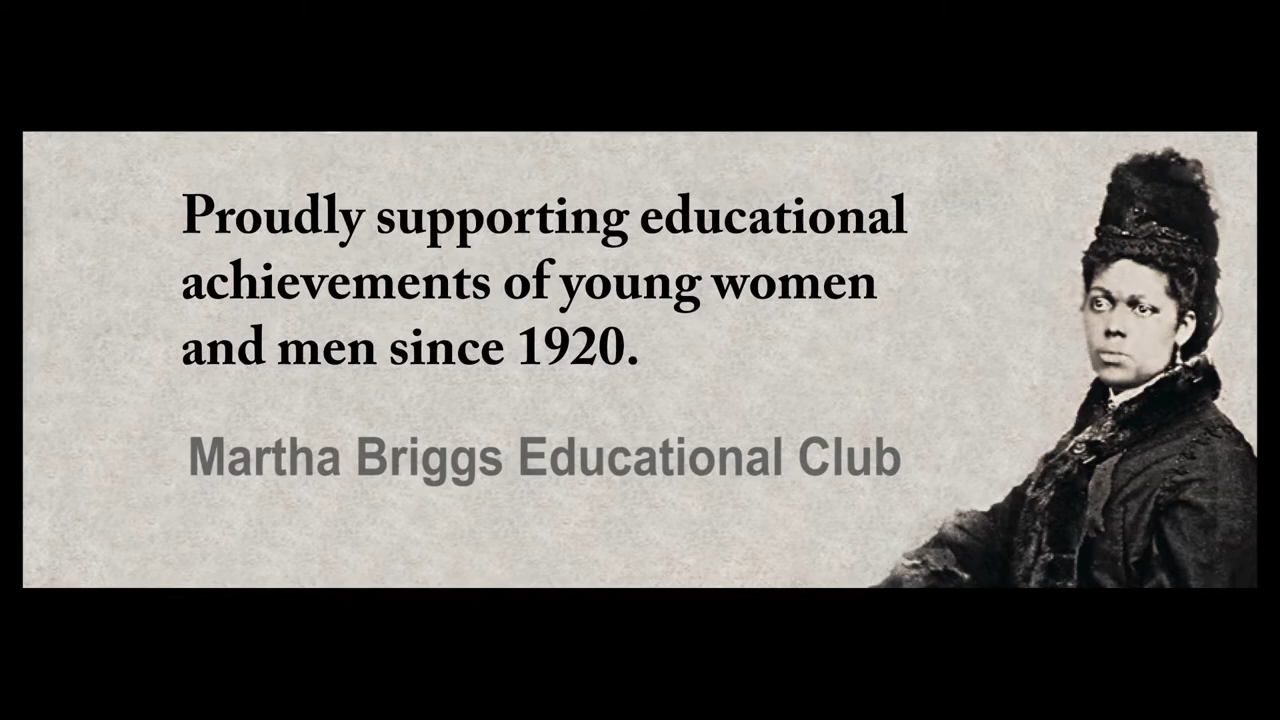 Proudly supporting educational
achievements of young women
and men since 1920.
Martha Briggs Educational Club